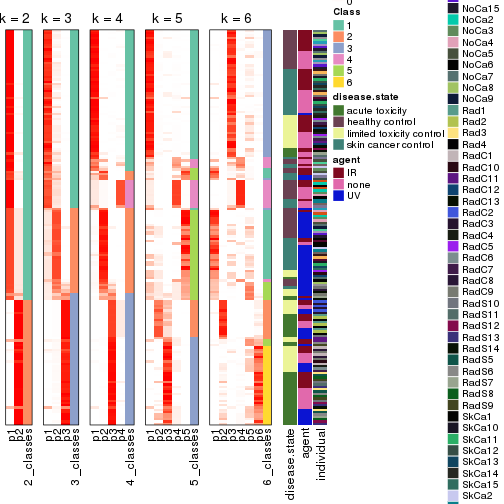 k = 2
k = 3
k = 4
k = 5
k = 6
p1
p2
2_classes
p1
p2
p3
3_classes
p1
p2
p3
p4
4_classes
p1
p2
p3
p4
p5
5_classes
p1
p2
p3
p4
p5
p6
6_classes
disease.state
agent
individual
0
Class
1
2
3
4
5
6
disease.state
acute toxicity
healthy control
limited toxicity control
skin cancer control
agent
IR
none
UV
NoCa15
NoCa2
NoCa3
NoCa4
NoCa5
NoCa6
NoCa7
NoCa8
NoCa9
Rad1
Rad2
Rad3
Rad4
RadC1
RadC10
RadC11
RadC12
RadC13
RadC2
RadC3
RadC4
RadC5
RadC6
RadC7
RadC8
RadC9
RadS10
RadS11
RadS12
RadS13
RadS14
RadS5
RadS6
RadS7
RadS8
RadS9
SkCa1
SkCa10
SkCa11
SkCa12
SkCa13
SkCa14
SkCa15
SkCa2